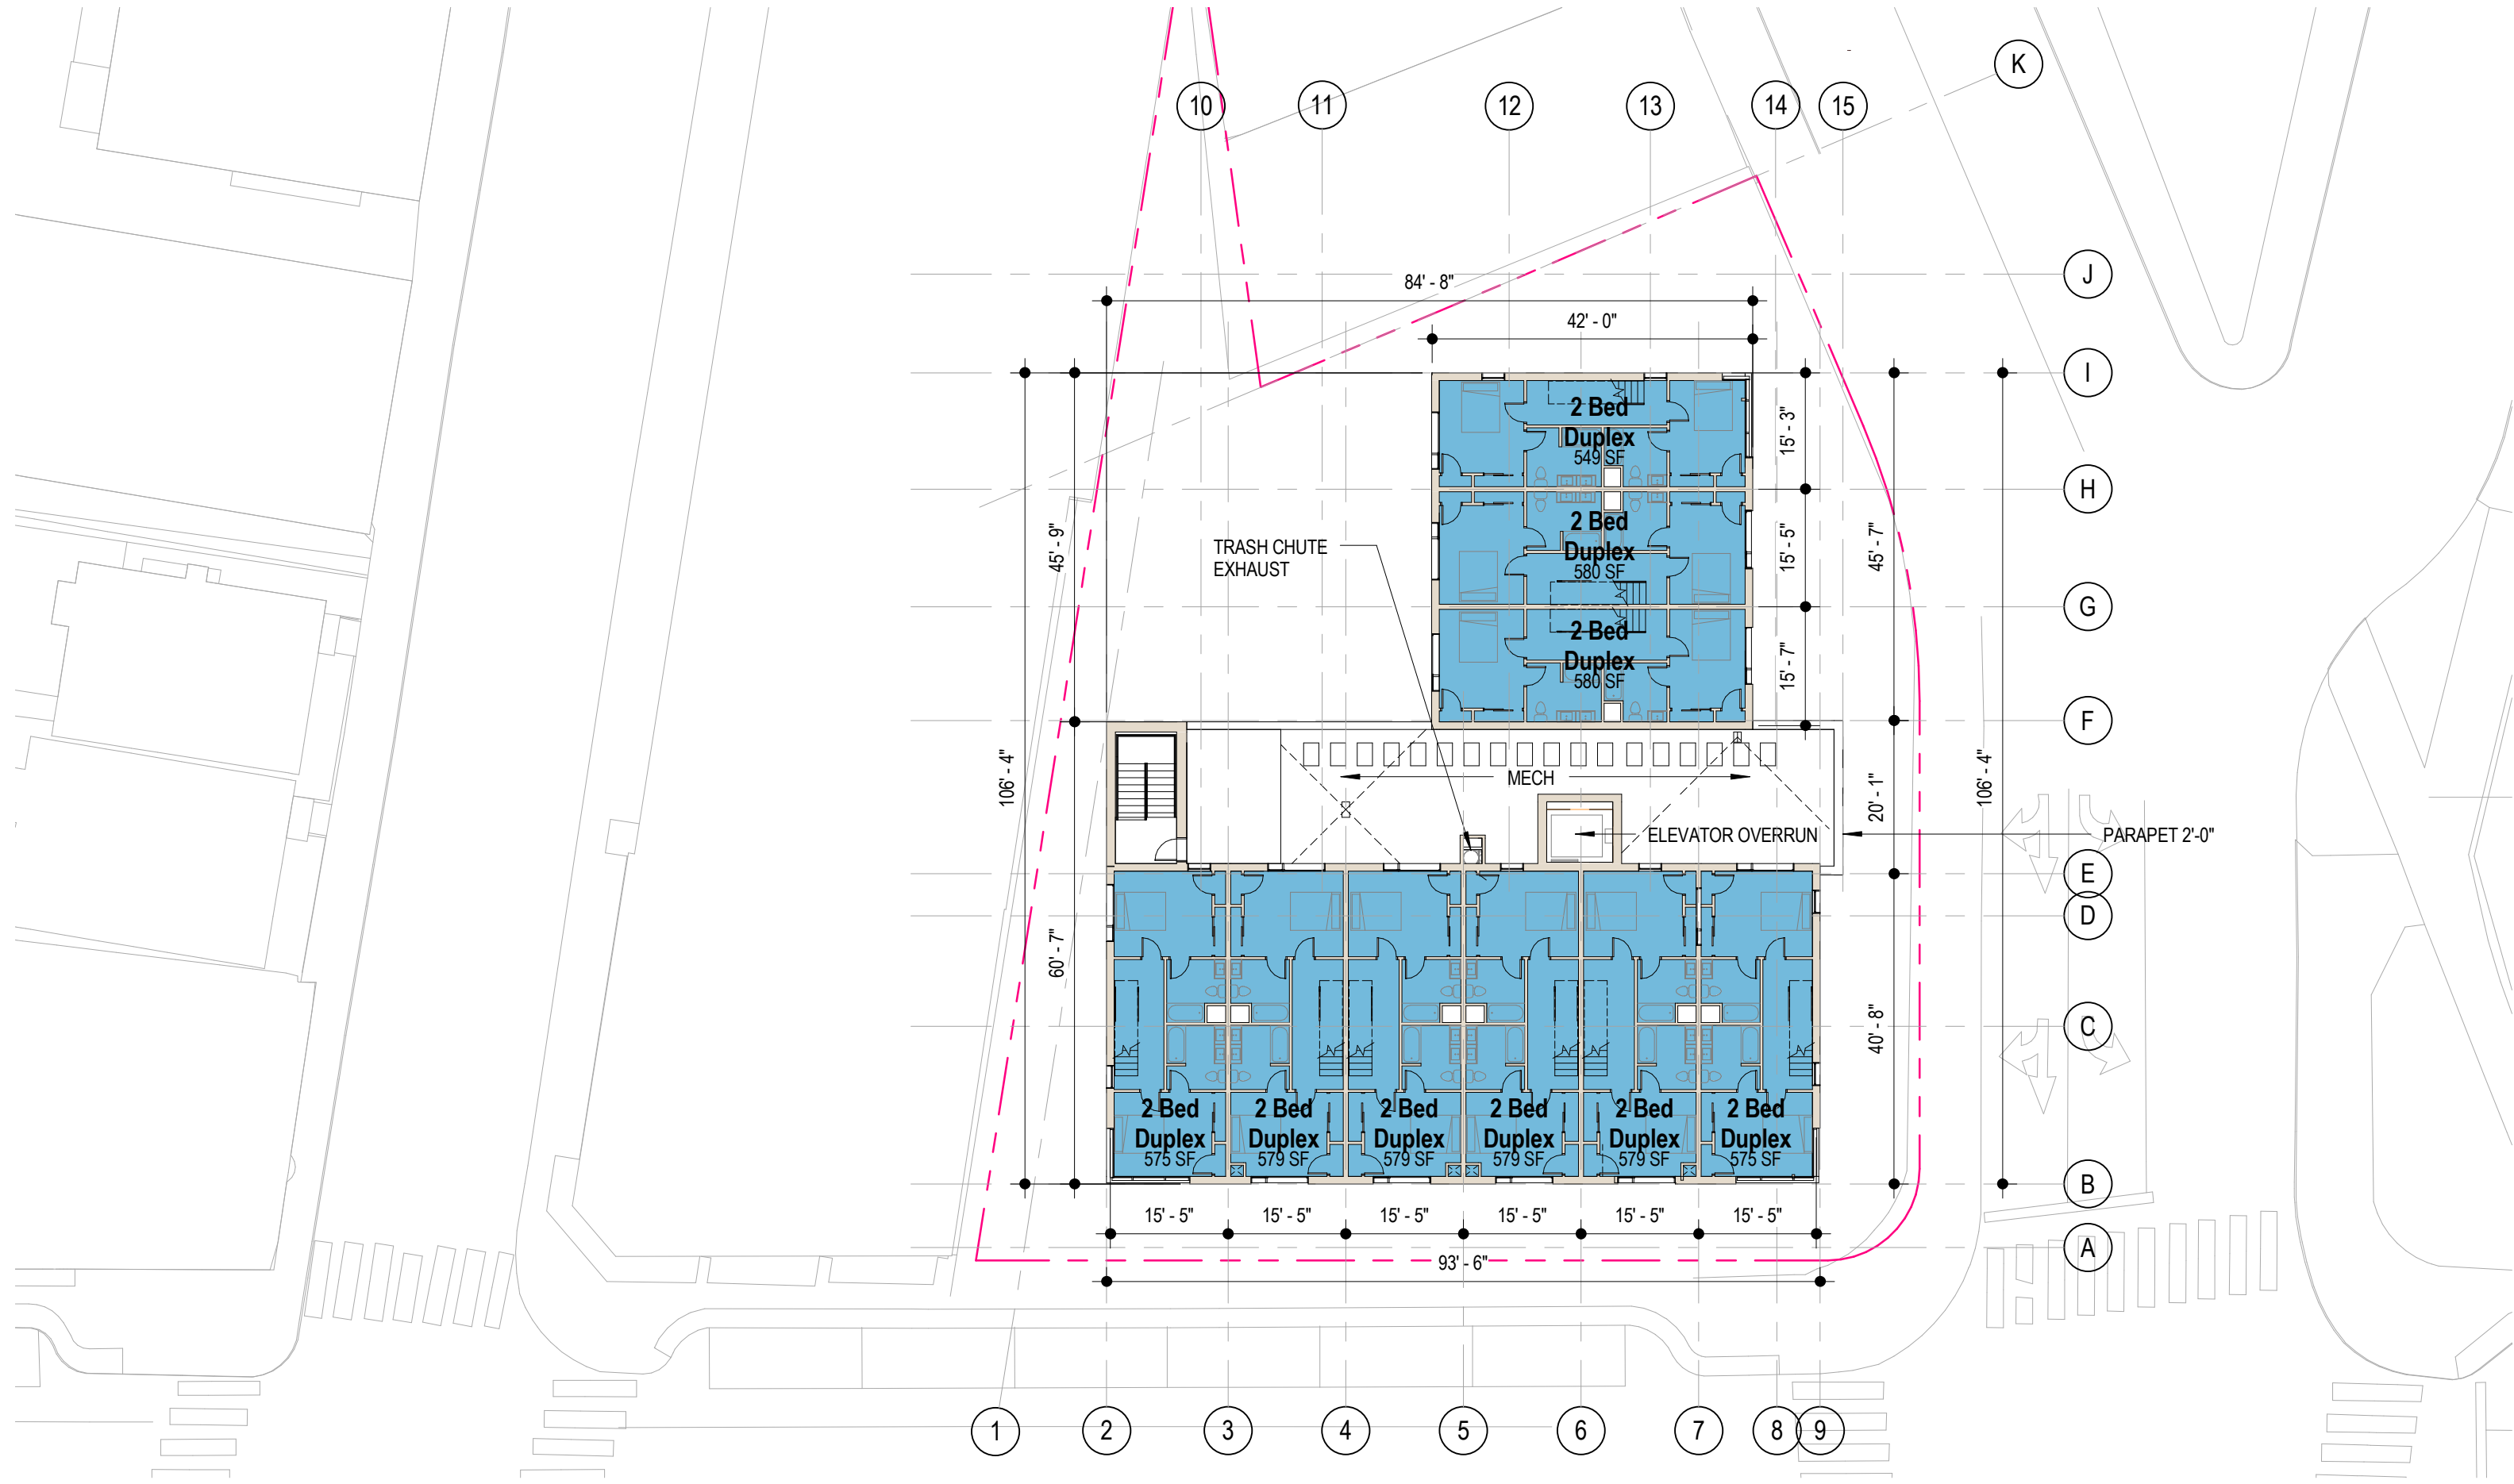 K
10
11
12
13
14
15
J
84' - 8"
42' - 0"
I
2 Bed
Duplex
549 SF
15' - 3"
H
2 Bed
Duplex
580 SF
15' - 5"
45' - 7"
45' - 9"
TRASH CHUTE
EXHAUST
G
2 Bed
Duplex
580 SF
15' - 7"
F
MECH
106' - 4"
20' - 1"
106' - 4"
ELEVATOR OVERRUN
PARAPET 2'-0"
E
D
60' - 7"
40' - 8"
C
2 Bed
Duplex
575 SF
2 Bed
Duplex
579 SF
2 Bed
Duplex
579 SF
2 Bed
Duplex
579 SF
2 Bed
Duplex
579 SF
2 Bed
Duplex
575 SF
B
15' - 5"
15' - 5"
15' - 5"
15' - 5"
15' - 5"
15' - 5"
A
93' - 6"
1
2
3
4
5
6
7
8
9